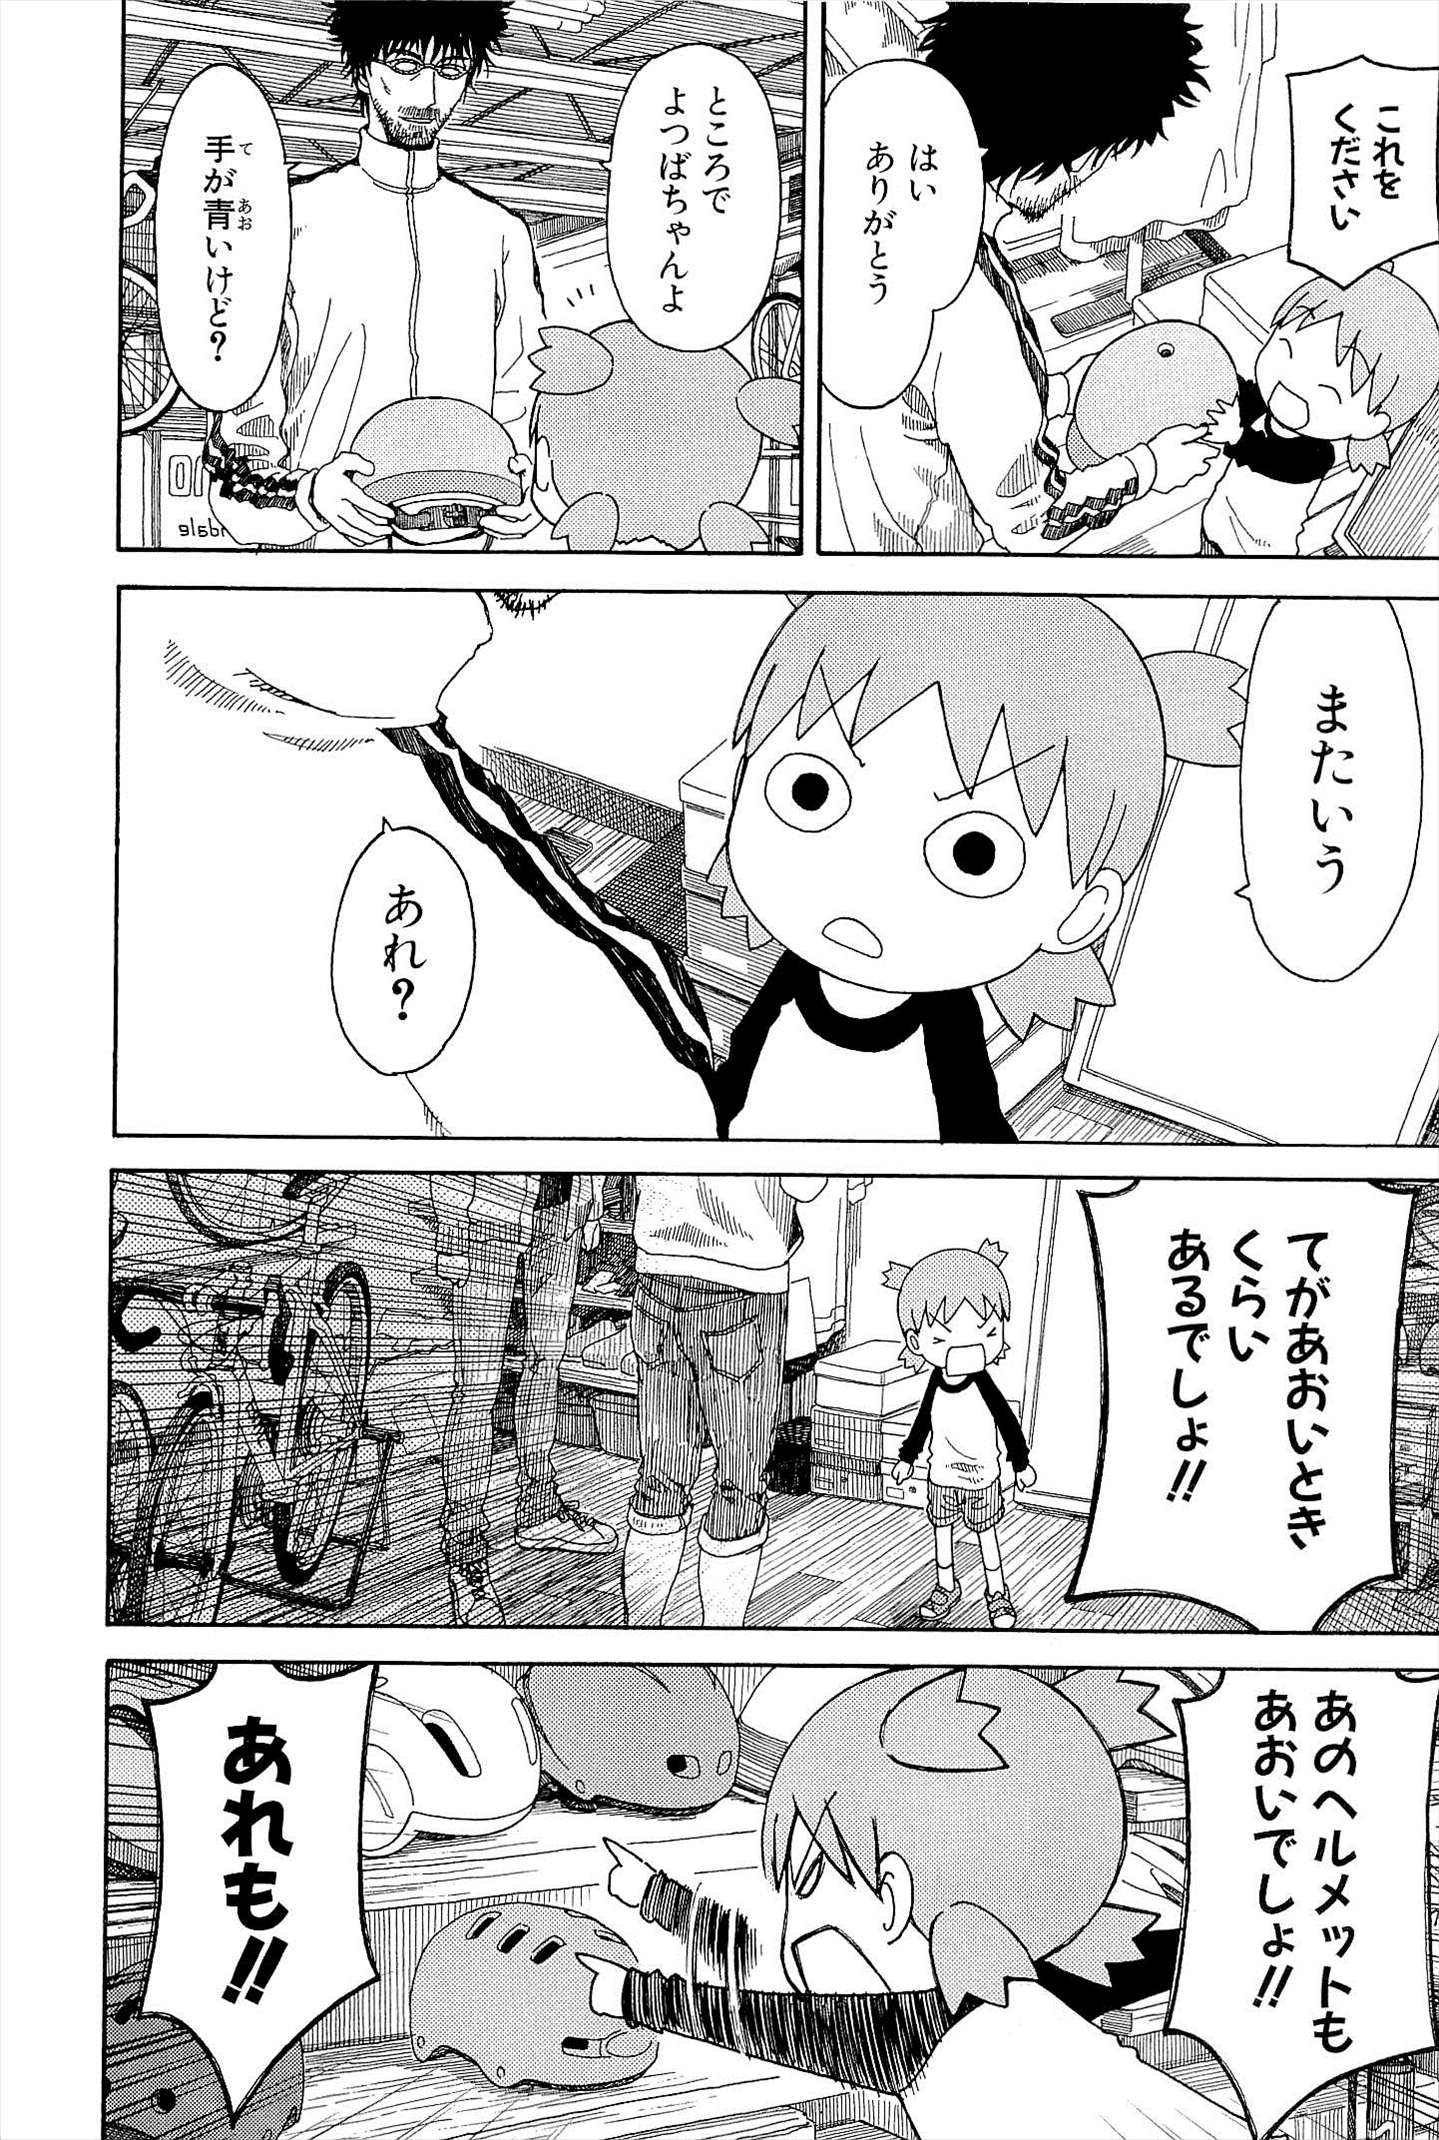 これを
ください
はい
ありがとう
ところで
よつばちゃんよ
手が青いけど？
またいう
あれ？
てがあおいとき
くらい
あるでしょ!!
あのヘルメットも
あおいでしょ!!
あれも!!